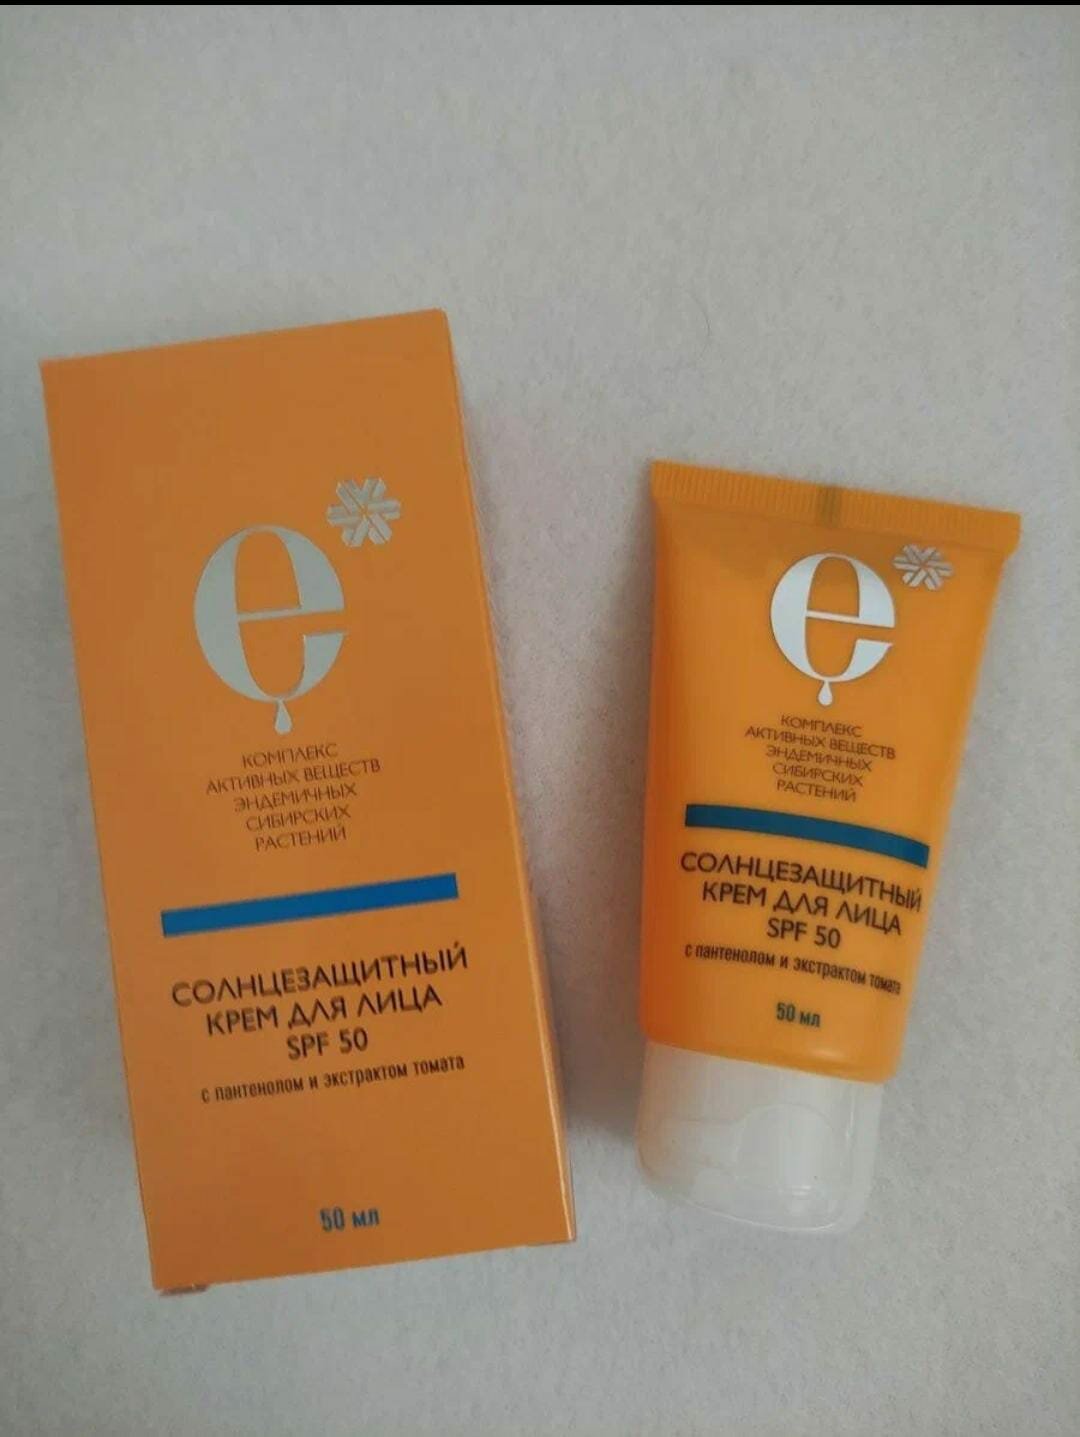 e
КОМПЛЕКС
АКТИВНЫХ ВЕЩЕСТВ
ЭНДЕМИЧНЫХ
СИБИРСКИХ
РАСТЕНИЙ
СОЛНЦЕЗАЩИТНЫЙ
КРЕМ ДЛЯ ЛИЦА
SPF 50
с пантенолом и экстрактом томата
50 мл
e
КОМПЛЕКС
АКТИВНЫХ ВЕЩЕСТВ
ЭНДЕМИЧНЫХ
СИБИРСКИХ
РАСТЕНИЙ
СОЛНЦЕЗАЩИТНЫЙ
КРЕМ ДЛЯ ЛИЦА
SPF 50
с пантенолом и экстрактом томата
50 мл